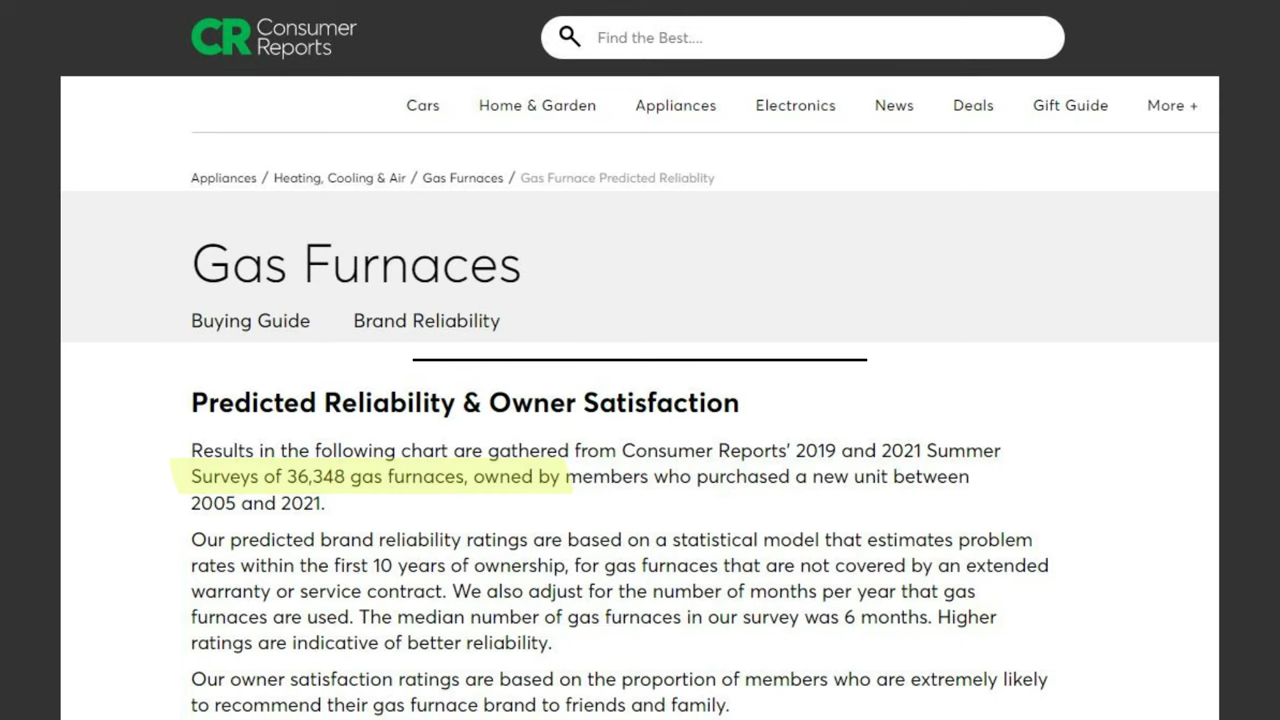 CR Consumer Reports
Find the Best....
Cars Home & Garden Appliances Electronics News Deals Gift Guide More +
Appliances / Heating, Cooling & Air / Gas Furnaces / Gas Furnace Predicted Reliablity
Gas Furnaces
Buying Guide Brand Reliability
Predicted Reliability & Owner Satisfaction
Results in the following chart are gathered from Consumer Reports' 2019 and 2021 Summer
Surveys of 36,348 gas furnaces, owned by members who purchased a new unit between
2005 and 2021.
Our predicted brand reliability ratings are based on a statistical model that estimates problem
rates within the first 10 years of ownership, for gas furnaces that are not covered by an extended
warranty or service contract. We also adjust for the number of months per year that gas
furnaces are used. The median number of gas furnaces in our survey was 6 months. Higher
ratings are indicative of better reliability.
Our owner satisfaction ratings are based on the proportion of members who are extremely likely
to recommend their gas furnace brand to friends and family.